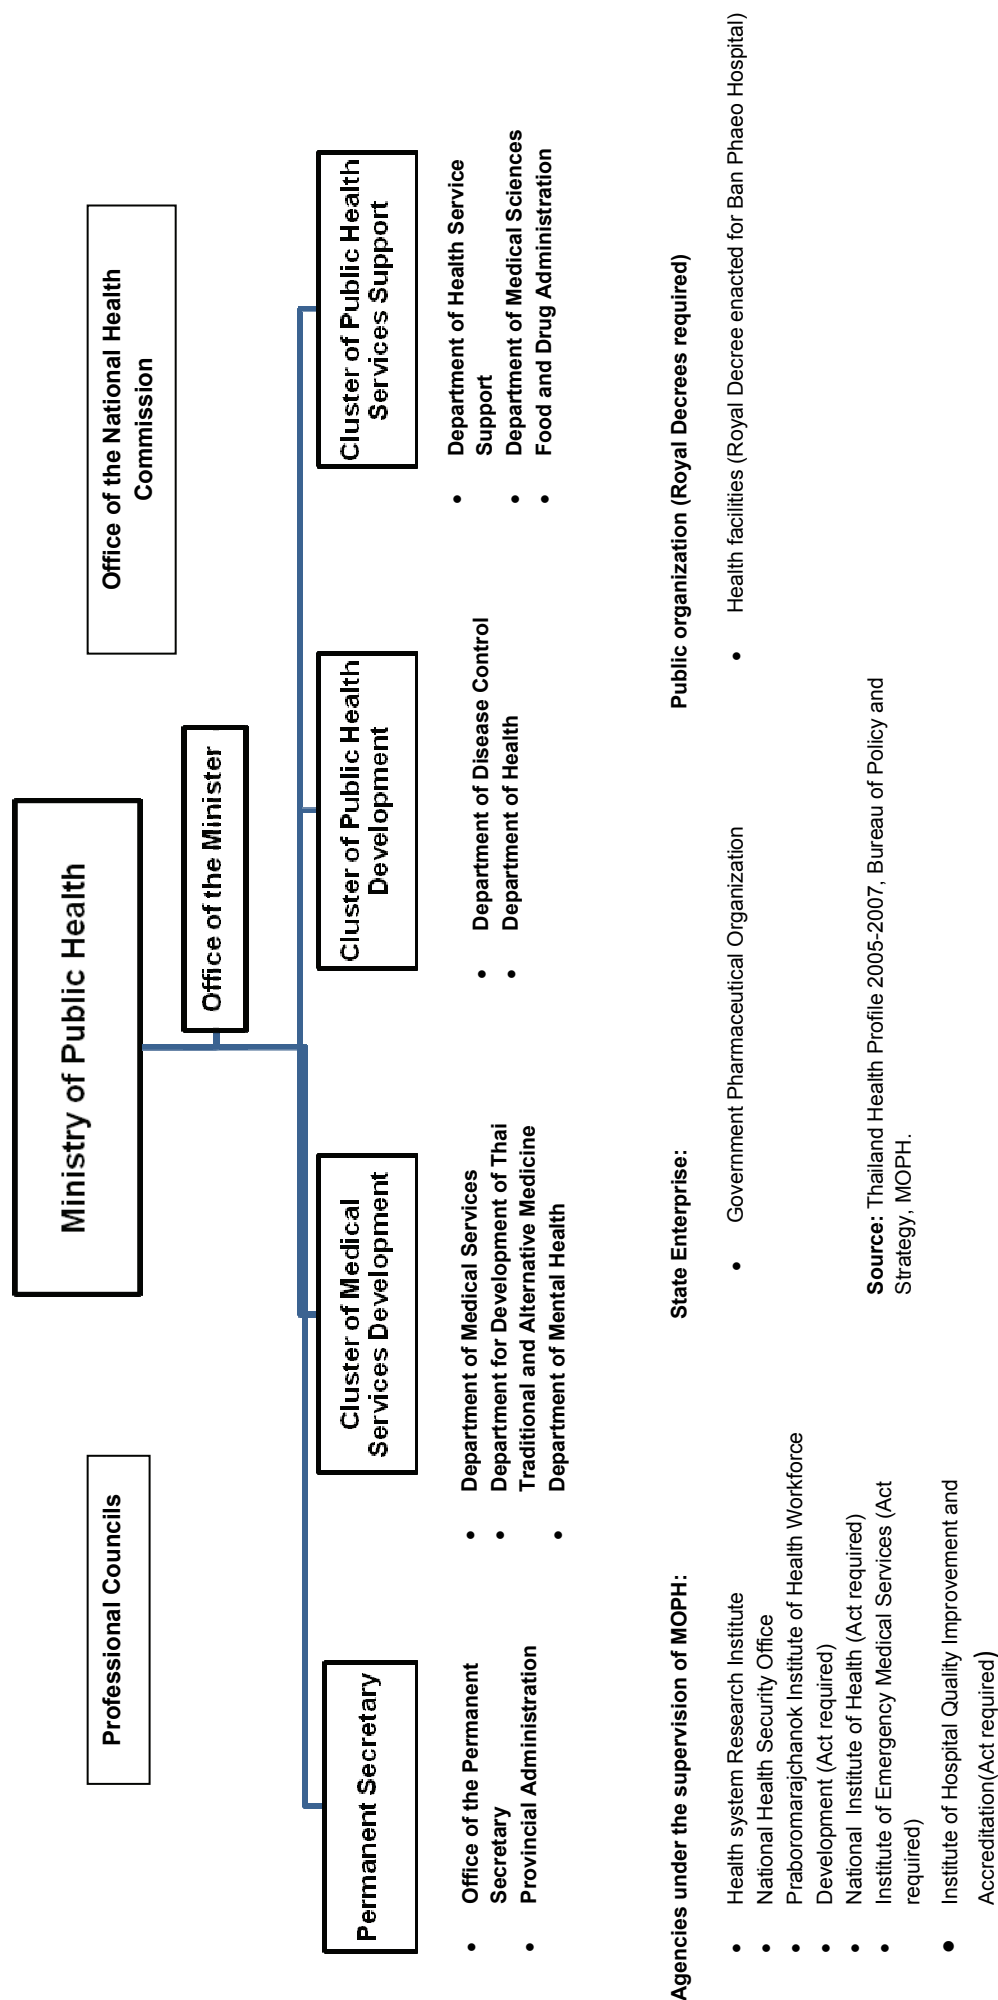 Ministry of Public Health
Professional Councils
Office of the National Health
Commission
Office of the Minister
Permanent Secretary
Cluster of Medical
Services Development
Cluster of Public Health
Development
Cluster of Public Health
Services Support
• Office of the Permanent
Secretary
• Provincial Administration
• Department of Medical Services
• Department for Development of Thai
Traditional and Alternative Medicine
• Department of Mental Health
• Department of Disease Control
• Department of Health
• Department of Health Service
Support
• Department of Medical Sciences
• Food and Drug Administration
Agencies under the supervision of MOPH:
• Health system Research Institute
• National Health Security Office
• Praboromarajchanok Institute of Health Workforce
• Development (Act required)
• National Institute of Health (Act required)
• Institute of Emergency Medical Services (Act
required)
• Institute of Hospital Quality Improvement and
Accreditation(Act required)
State Enterprise:
• Government Pharmaceutical Organization
Public organization (Royal Decrees required)
• Health facilities (Royal Decree enacted for Ban Phaeo Hospital)
Source: Thailand Health Profile 2005-2007, Bureau of Policy and
Strategy, MOPH.